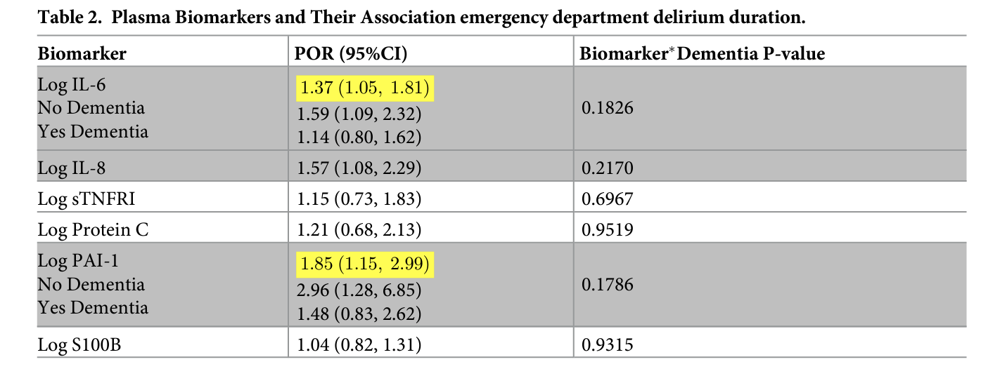 Table 2. Plasma Biomarkers and Their Association emergency department delirium duration.
Biomarker POR (95%CI) Biomarker*Dementia P-value
Log IL-6 1.37 (1.05, 1.81)
No Dementia 1.59 (1.09, 2.32) 0.1826
Yes Dementia 1.14 (0.80, 1.62)
Log IL-8 1.57 (1.08, 2.29) 0.2170
Log sTNFRI 1.15 (0.73, 1.83) 0.6967
Log Protein C 1.21 (0.68, 2.13) 0.9519
Log PAI-1 1.85 (1.15, 2.99)
No Dementia 2.96 (1.28, 6.85) 0.1786
Yes Dementia 1.48 (0.83, 2.62)
Log S100B 1.04 (0.82, 1.31) 0.9315